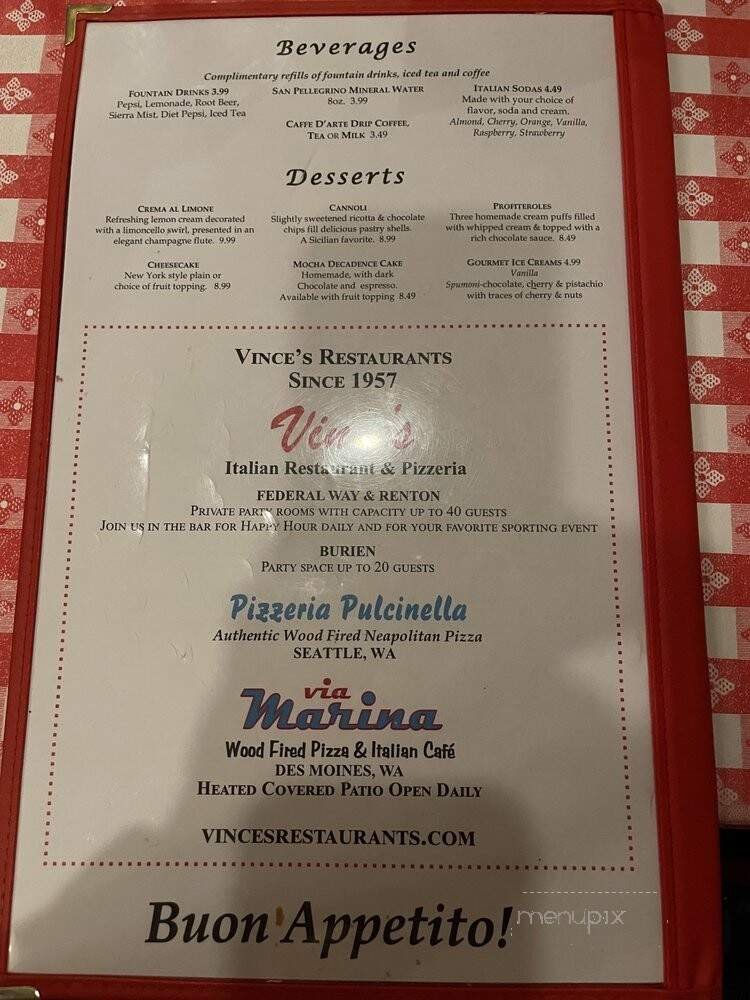 Beverages
Complimentary refills of fountain drinks, iced tea and coffee
FOUNTAIN DRINKS 3.99
Pepsi, Lemonade, Root Beer,
Sierra Mist, Diet Pepsi, Iced Tea
SAN PELLEGRINO MINERAL WATER
8oz. 3.99
CAFFE D'ARTE DRIP COFFEE,
TEA OR MILK 3.49
ITALIAN SODAS 4.49
Made with your choice of
flavor, soda and cream.
Almond, Cherry, Orange, Vanilla,
Raspberry, Strawberry
Desserts
CREMA AL LIMONE
Refreshing lemon cream decorated
with a limoncello swirl, presented in an
elegant champagne flute. 9.99
CANNOLI
Slightly sweetened ricotta & chocolate
chips fill delicious pastry shells.
A Sicilian favorite. 8.99
PROFITEROLES
Three homemade cream puffs filled
with whipped cream & topped with a
rich chocolate sauce. 8.49
CHEESECAKE
New York style plain or
choice of fruit topping. 8.99
MOCHA DECADENCE CAKE
Homemade, with dark
Chocolate and espresso.
Available with fruit topping 8.49
GOURMET ICE CREAMS 4.99
Vanilla
Spumoni-chocolate, cherry & pistachio
with traces of cherry & nuts
VINCE'S RESTAURANTS
SINCE 1957
Vince's
Italian Restaurant & Pizzeria
FEDERAL WAY & RENTON
PRIVATE PARTY ROOMS WITH CAPACITY UP TO 40 GUESTS
JOIN US IN THE BAR FOR HAPPY HOUR DAILY AND FOR YOUR FAVORITE SPORTING EVENT
BURIEN
PARTY SPACE UP TO 20 GUESTS
Pizzeria Pulcinella
Authentic Wood Fired Neapolitan Pizza
SEATTLE, WA
via
Marina
Wood Fired Pizza & Italian Café
DES MOINES, WA
HEATED COVERED PATIO OPEN DAILY
VINCESRESTAURANTS.COM
Buon Appetito!
menupix